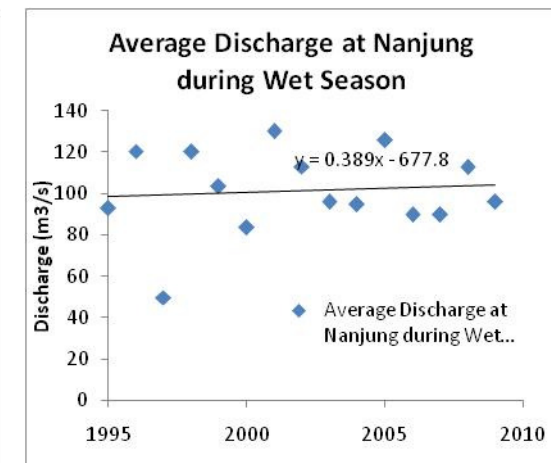 Average Discharge at Nanjung
during Wet Season
Discharge (m3/s)
140
120
100
80
60
40
20
0
y = 0.389x - 677.8
Average Discharge at
Nanjung during Wet...
1995 2000 2005 2010